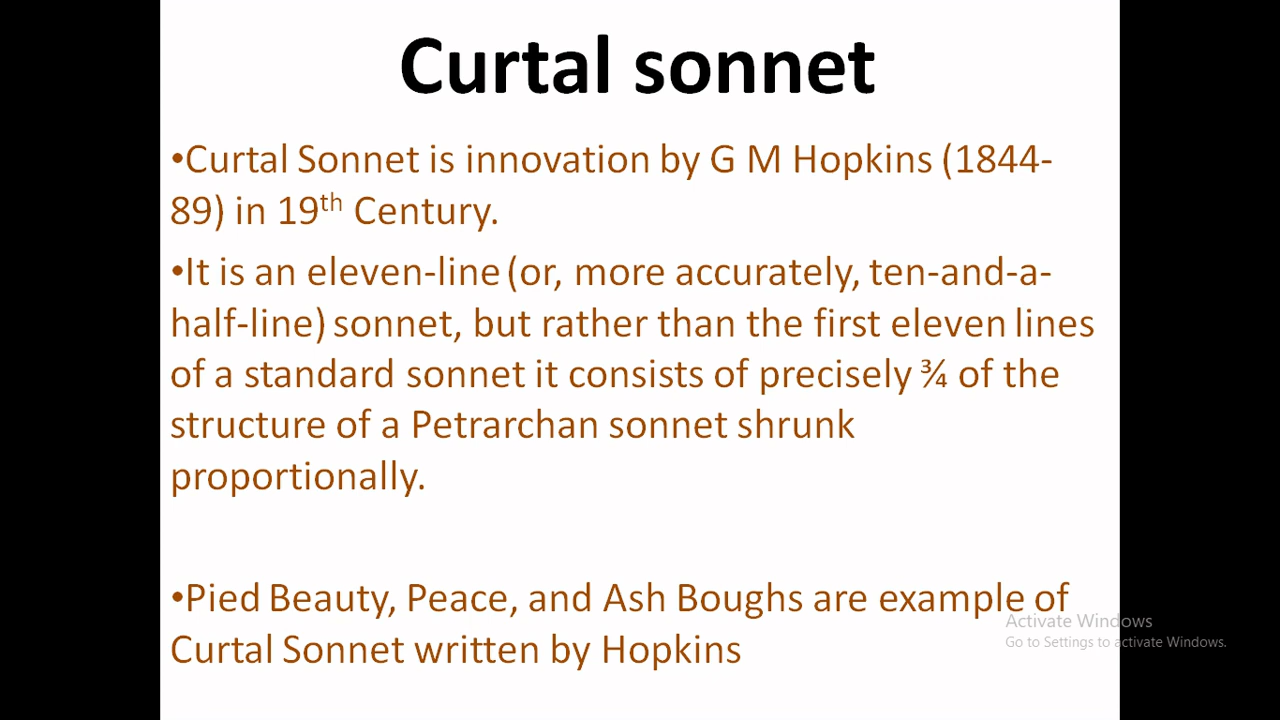 Curtal sonnet
•Curtal Sonnet is innovation by G M Hopkins (1844-
89) in 19th Century.
•It is an eleven-line (or, more accurately, ten-and-a-
half-line) sonnet, but rather than the first eleven lines
of a standard sonnet it consists of precisely ¾ of the
structure of a Petrarchan sonnet shrunk
proportionally.
•Pied Beauty, Peace, and Ash Boughs are example of
Activate Windows
Go to Settings to activate Windows.
Curtal Sonnet written by Hopkins